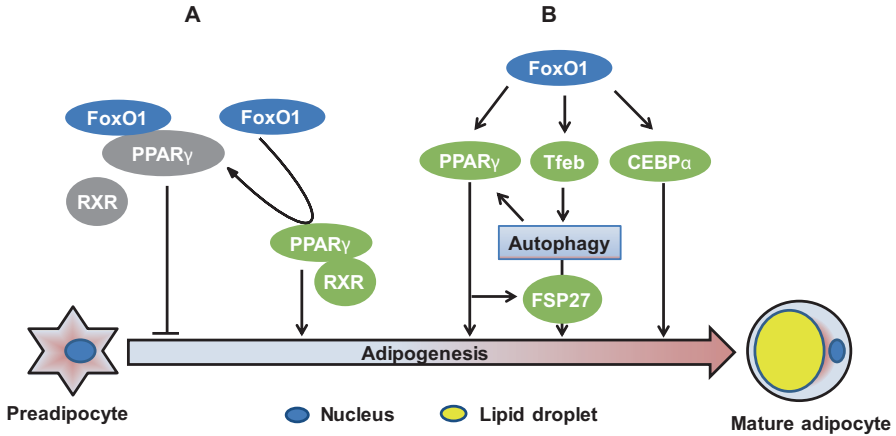 A
B
FoxO1
FoxO1
FoxO1
PPARγ
RXR
PPARγ
RXR
PPARγ
Tfeb
CEBPα
Autophagy
FSP27
Adipogenesis
Preadipocyte
Nucleus
Lipid droplet
Mature adipocyte